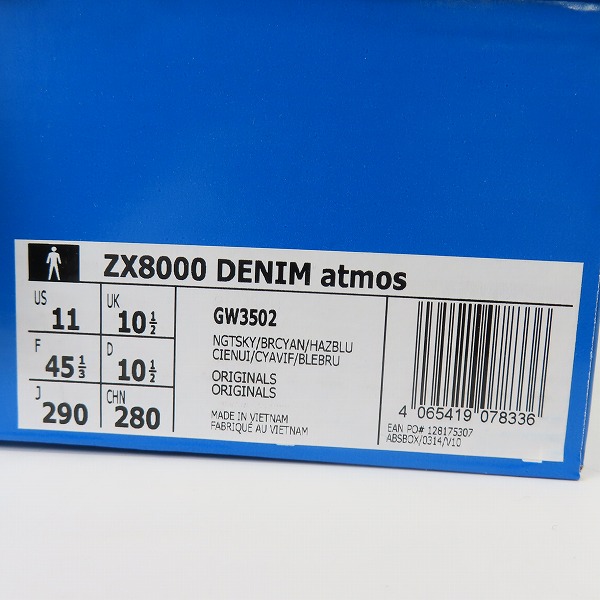 ZX8000 DENIM atmos
US 11
UK 10 1/2
F 45 1/3
D 10 1/2
J 290
CHN 280
GW3502
NGTSKY/BRCYAN/HAZBLU
CIENUI/CYAVIF/BLEBRU
ORIGINALS
ORIGINALS
MADE IN VIETNAM
FABRIQUÉ AU VIETNAM
4 065419 078336
EAN PO# 128175307
ABSBOX/0314/V10